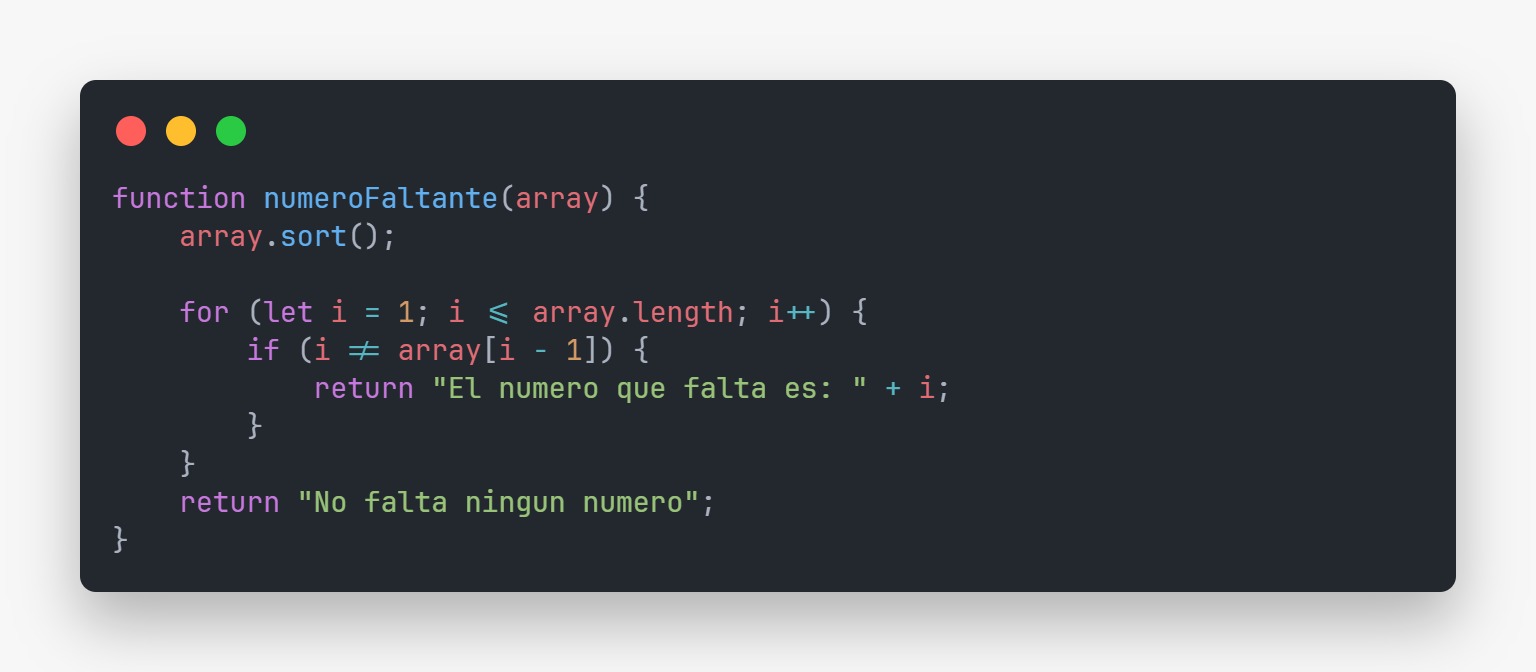 function numeroFaltante(array) {
    array.sort();

    for (let i = 1; i <= array.length; i++) {
        if (i != array[i - 1]) {
            return "El numero que falta es: " + i;
        }
    }
    return "No falta ningun numero";
}